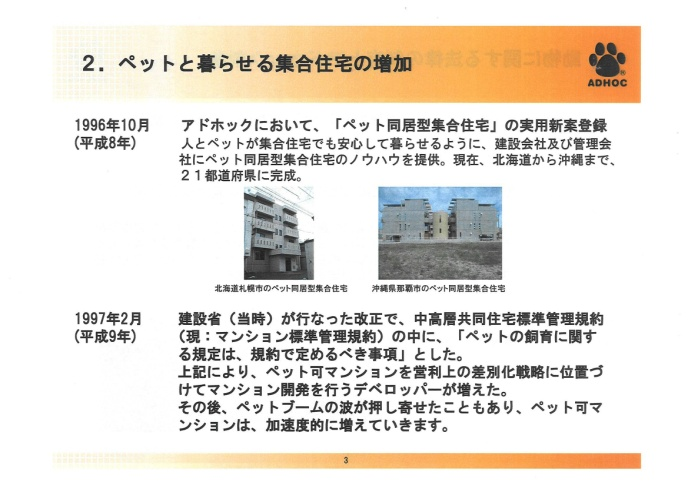 2．ペットと暮らせる集合住宅の増加
ADHOC
1996年10月
(平成8年)
アドホックにおいて、「ペット同居型集合住宅」の実用新案登録
人とペットが集合住宅でも安心して暮らせるように、建設会社及び管理会
社にペット同居型集合住宅のノウハウを提供。現在、北海道から沖縄まで、
２１都道府県に完成。
北海道札幌市のペット同居型集合住宅
沖縄県那覇市のペット同居型集合住宅
1997年2月
(平成9年)
建設省（当時）が行なった改正で、中高層共同住宅標準管理規約
（現：マンション標準管理規約）の中に、「ペットの飼育に関す
る規定は、規約で定めるべき事項」とした。
上記により、ペット可マンションを営利上の差別化戦略に位置づ
けてマンション開発を行うデベロッパーが増えた。
その後、ペットブームの波が押し寄せたこともあり、ペット可マ
ンションは、加速度的に増えていきます。
3